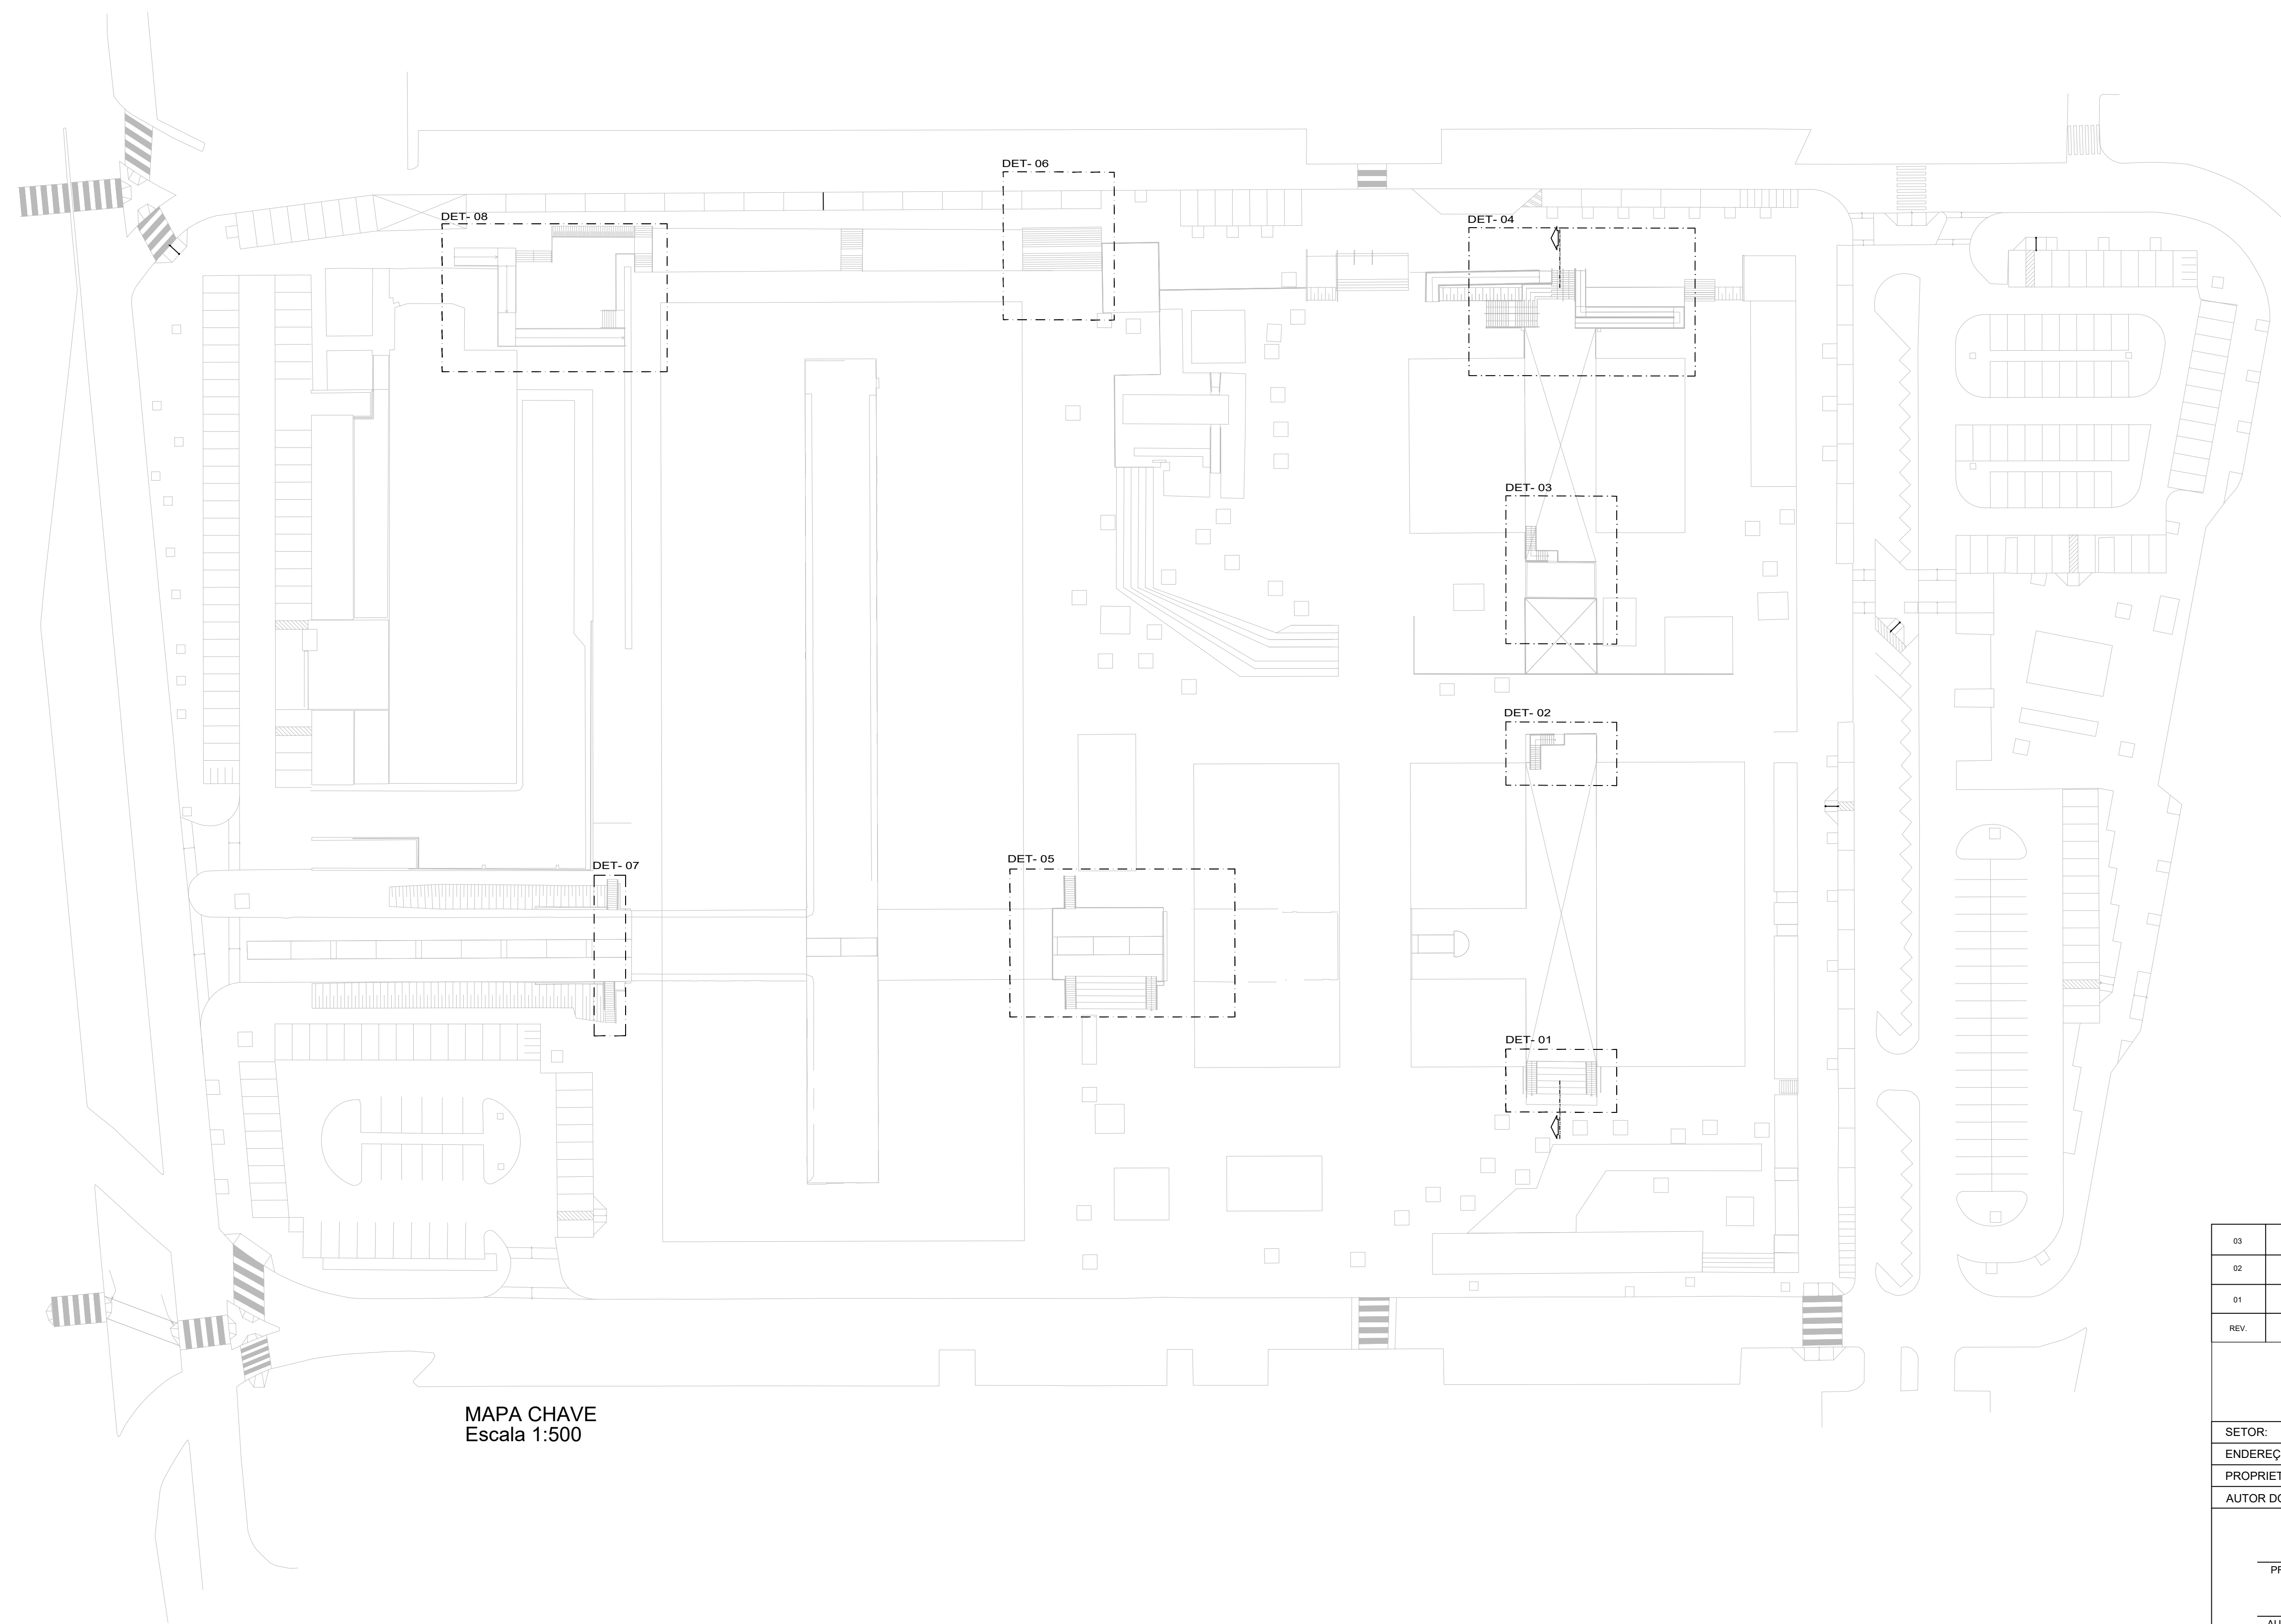 DET- 06
DET- 08
DET- 04
DET- 03
DET- 02
DET- 07
DET- 05
DET- 01
MAPA CHAVE
Escala 1:500
03
02
01
REV.
SETOR: